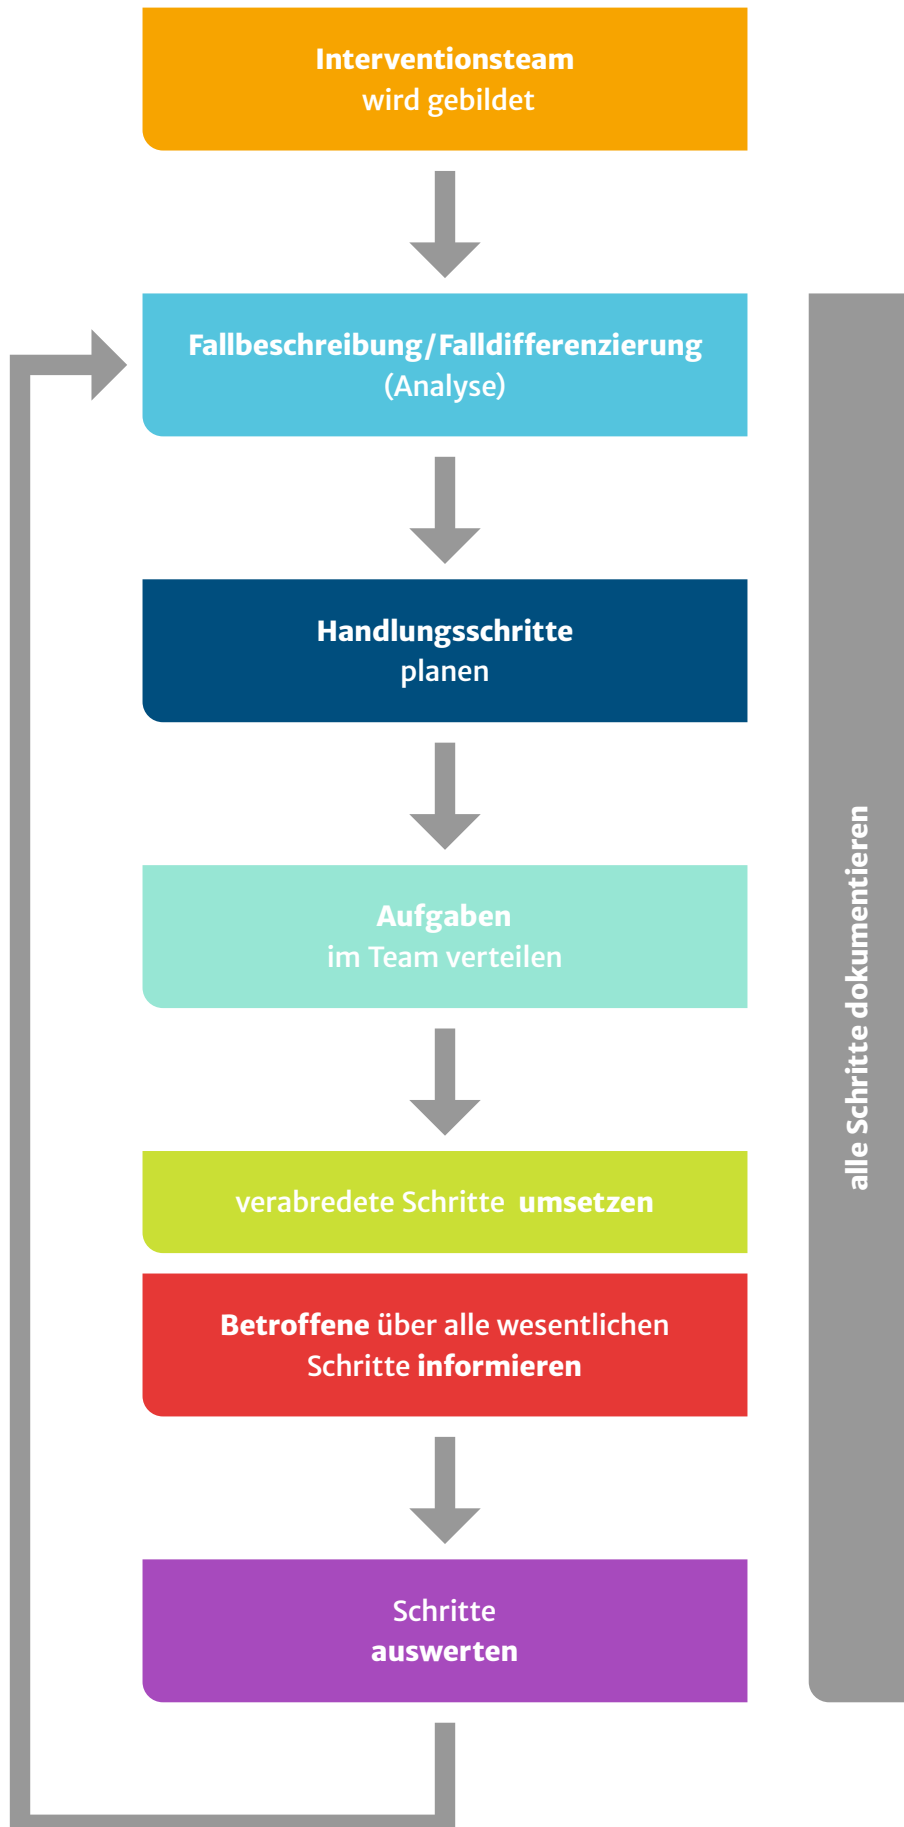 Interventionsteam
wird gebildet
Fallbeschreibung/Falldifferenzierung
(Analyse)
Handlungsschritte
planen
Aufgaben
im Team verteilen
verabredete Schritte umsetzen
Betroffene über alle wesentlichen
Schritte informieren
Schritte
auswerten
alle Schritte dokumentieren